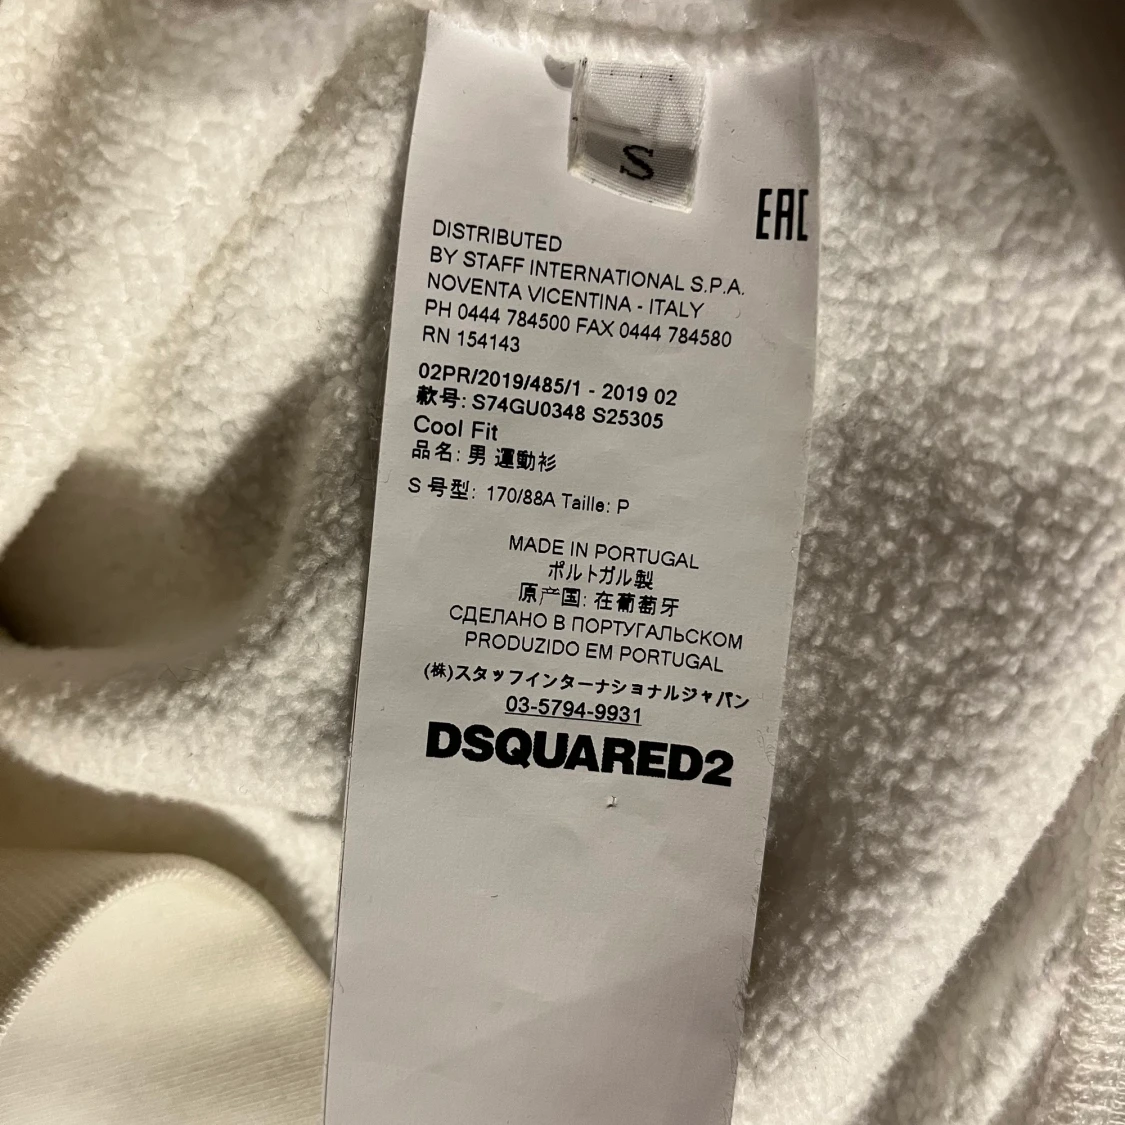 S
EAC
DISTRIBUTED
BY STAFF INTERNATIONAL S.P.A.
NOVENTA VICENTINA - ITALY
PH 0444 784500 FAX 0444 784580
RN 154143
02PR/2019/485/1 - 2019 02
款号: S74GU0348 S25305
Cool Fit
品名: 男 運動衫
S 号型: 170/88A Taille: P
MADE IN PORTUGAL
ポルトガル製
原产国: 在葡萄牙
СДЕЛАНО В ПОРТУГАЛЬСКОМ
PRODUZIDO EM PORTUGAL
(株)スタッフインターナショナルジャパン
03-5794-9931
DSQUARED2